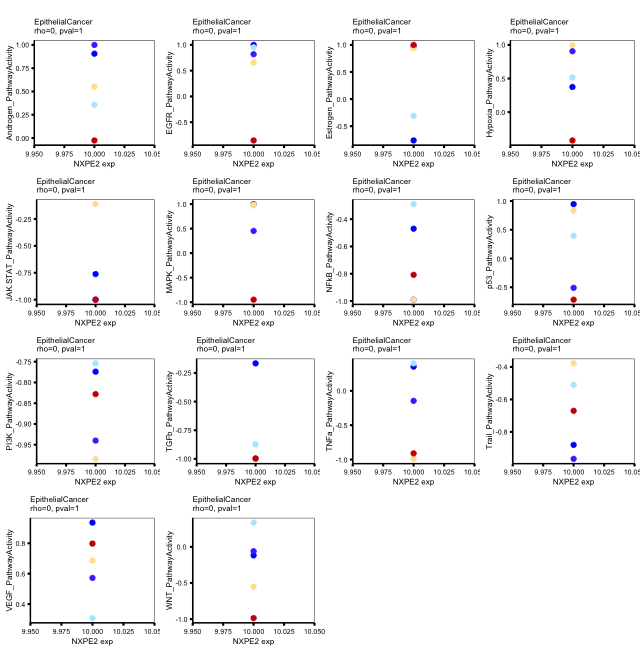 EpithelialCancer
rho=0, pval=1
Androgen_PathwayActivity
1.00
0.75
0.50
0.25
0.00
9.950 9.975 10.000 10.025 10.05
NXPE2 exp
EpithelialCancer
rho=0, pval=1
EGFR_PathwayActivity
1.0
0.5
0.0
-0.5
9.950 9.975 10.000 10.025 10.05
NXPE2 exp
EpithelialCancer
rho=0, pval=1
Estrogen_PathwayActivity
1.0
0.5
0.0
-0.5
9.950 9.975 10.000 10.025 10.05
NXPE2 exp
EpithelialCancer
rho=0, pval=1
Hypoxia_PathwayActivity
1.0
0.5
0.0
9.950 9.975 10.000 10.025 10.05
NXPE2 exp
EpithelialCancer
rho=0, pval=1
JAK.STAT_PathwayActivity
-0.25
-0.50
-0.75
-1.00
9.950 9.975 10.000 10.025 10.05
NXPE2 exp
EpithelialCancer
rho=0, pval=1
MAPK_PathwayActivity
1.0
0.5
0.0
-0.5
-1.0
9.950 9.975 10.000 10.025 10.05
NXPE2 exp
EpithelialCancer
rho=0, pval=1
NFkB_PathwayActivity
-0.4
-0.6
-0.8
-1.0
9.950 9.975 10.000 10.025 10.05
NXPE2 exp
EpithelialCancer
rho=0, pval=1
p53_PathwayActivity
1.0
0.5
0.0
-0.5
9.950 9.975 10.000 10.025 10.05
NXPE2 exp
EpithelialCancer
rho=0, pval=1
PI3K_PathwayActivity
-0.75
-0.80
-0.85
-0.90
-0.95
9.950 9.975 10.000 10.025 10.05
NXPE2 exp
EpithelialCancer
rho=0, pval=1
TGFb_PathwayActivity
-0.25
-0.50
-0.75
-1.00
9.950 9.975 10.000 10.025 10.05
NXPE2 exp
EpithelialCancer
rho=0, pval=1
TNFa_PathwayActivity
0.0
-0.5
-1.0
9.950 9.975 10.000 10.025 10.05
NXPE2 exp
EpithelialCancer
rho=0, pval=1
Trail_PathwayActivity
-0.4
-0.6
-0.8
9.950 9.975 10.000 10.025 10.05
NXPE2 exp
EpithelialCancer
rho=0, pval=1
VEGF_PathwayActivity
0.8
0.6
0.4
9.950 9.975 10.000 10.025 10.05
NXPE2 exp
EpithelialCancer
rho=0, pval=1
WNT_PathwayActivity
0.0
-0.5
-1.0
9.950 9.975 10.000 10.025 10.050
NXPE2 exp